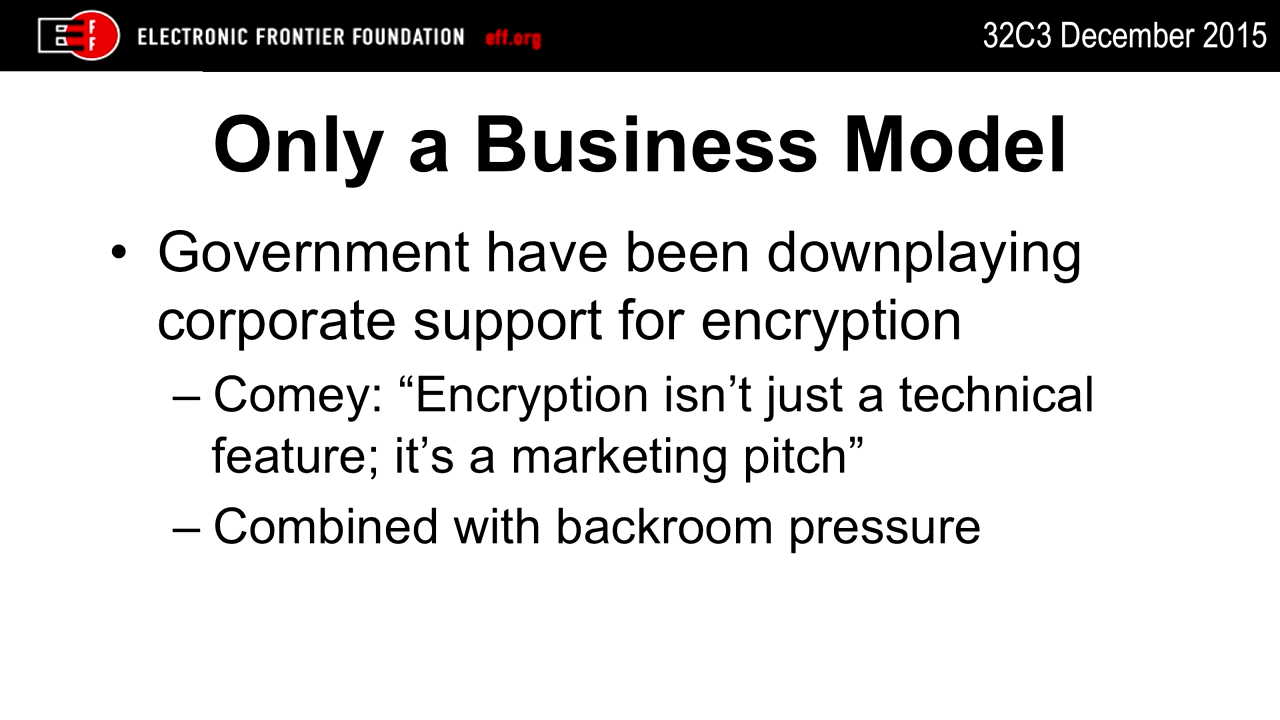 ELECTRONIC FRONTIER FOUNDATION eff.org
32C3 December 2015
Only a Business Model
• Government have been downplaying
corporate support for encryption
– Comey: “Encryption isn’t just a technical
feature; it’s a marketing pitch”
– Combined with backroom pressure